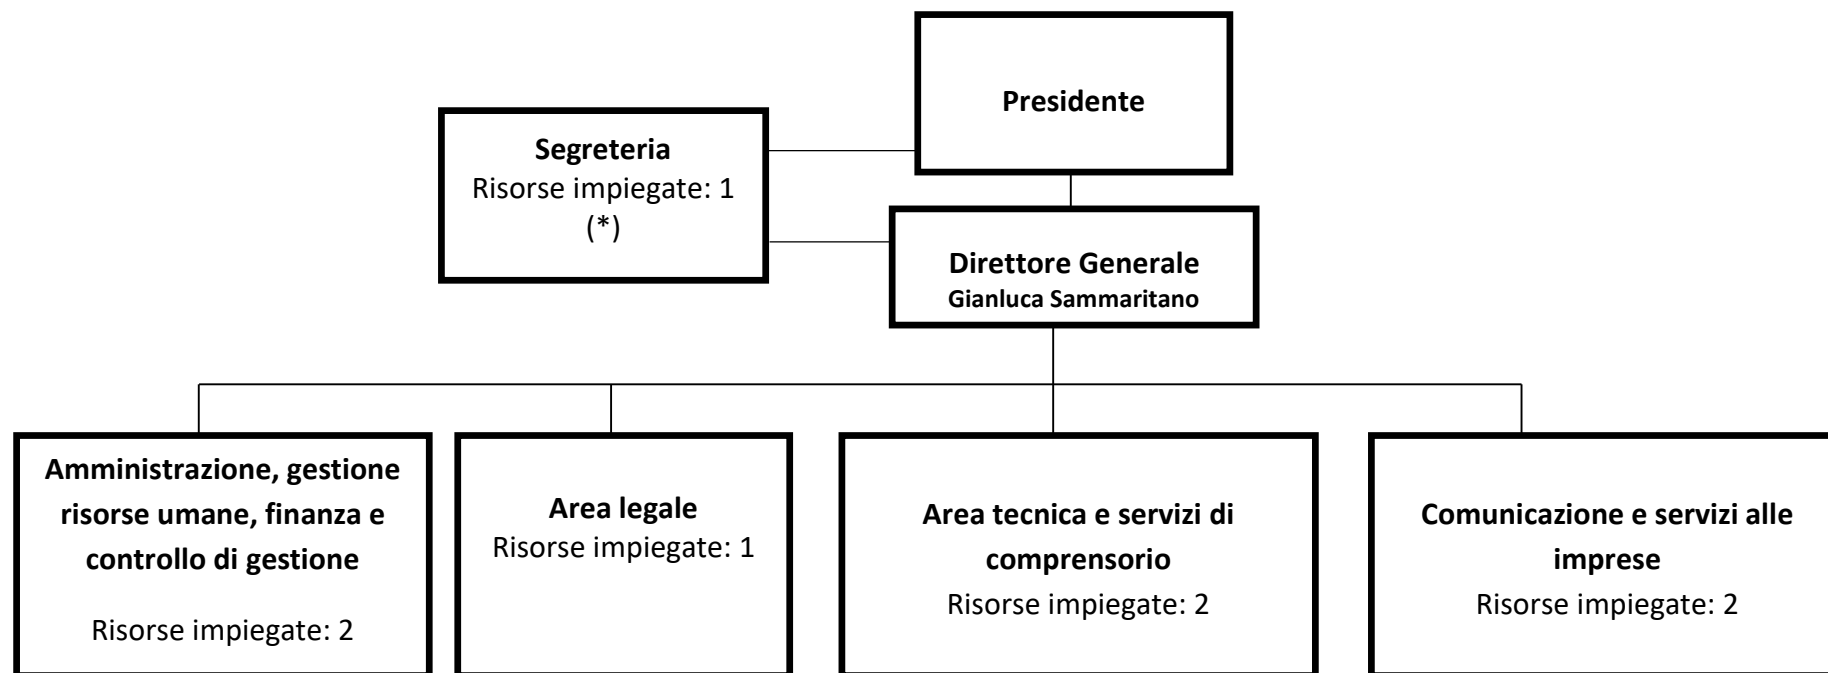 Presidente
Segreteria
Risorse impiegate: 1
(*)
Direttore Generale
Gianluca Sammaritano
Amministrazione, gestione
risorse umane, finanza e
controllo di gestione
Risorse impiegate: 2
Area legale
Risorse impiegate: 1
Area tecnica e servizi di
comprensorio
Risorse impiegate: 2
Comunicazione e servizi alle
imprese
Risorse impiegate: 2